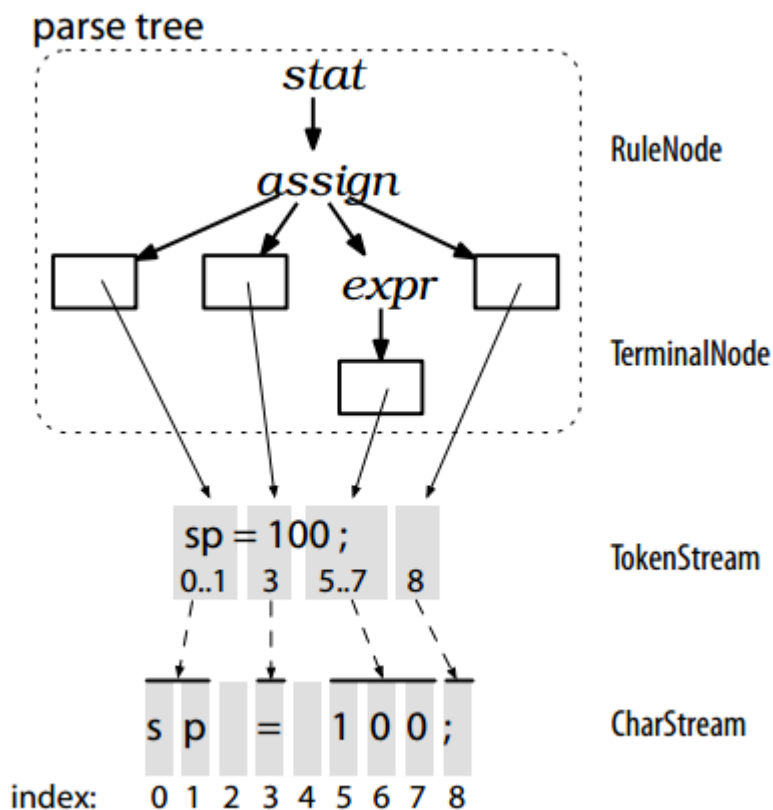 parse tree
stat
RuleNode
assign
expr
TerminalNode
sp = 100 ;
0..1 3 5..7 8
TokenStream
s p = 1 0 0 ;
CharStream
index: 0 1 2 3 4 5 6 7 8